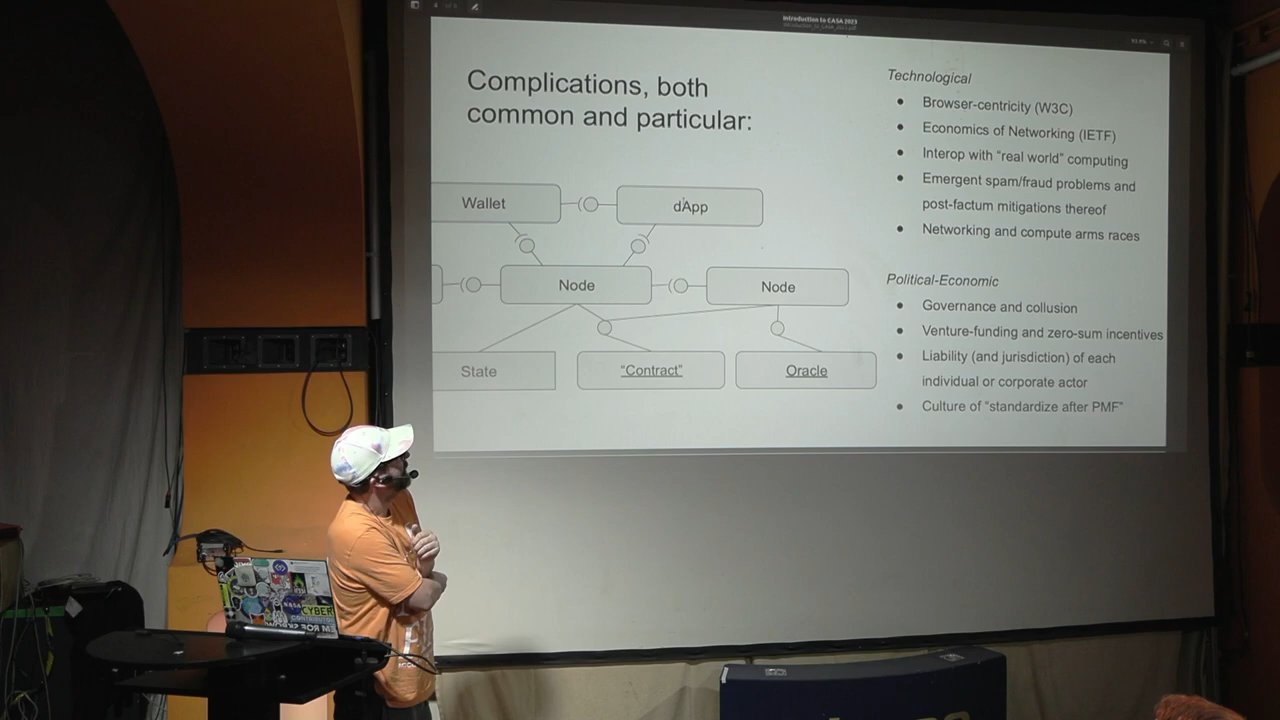 Introduction to CASA 2023
Complications, both
common and particular:
Wallet
dApp
Node
Node
State
“Contract”
Oracle
Technological
Browser-centricity (W3C)
Economics of Networking (IETF)
Interop with “real world” computing
Emergent spam/fraud problems and
post-factum mitigations thereof
Networking and compute arms races
Political-Economic
Governance and collusion
Venture-funding and zero-sum incentives
Liability (and jurisdiction) of each
individual or corporate actor
Culture of “standardize after PMF”
NASA
CYBER
CONTRIBUTOR